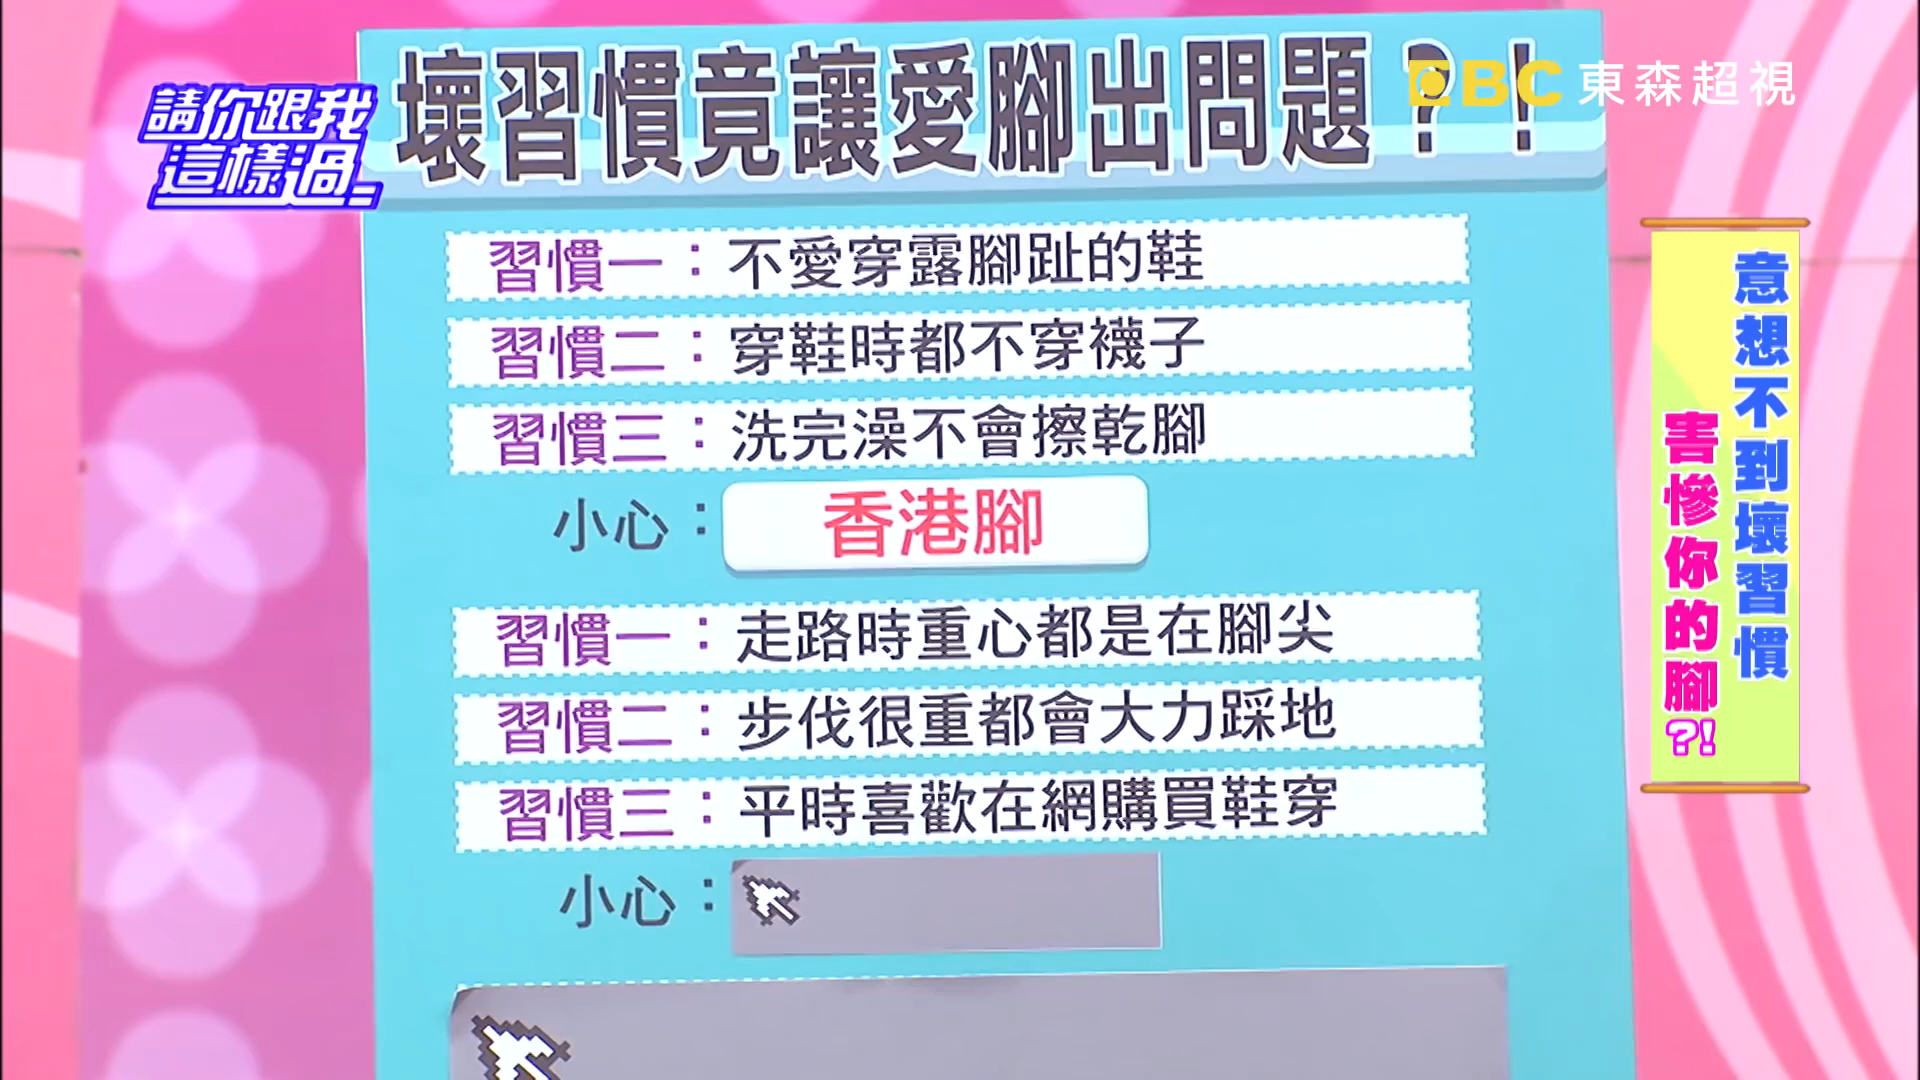 請你跟我
這樣過
壞習慣竟讓愛腳出問題？！
EBC 東森超視
習慣一：不愛穿露腳趾的鞋
習慣二：穿鞋時都不穿襪子
習慣三：洗完澡不會擦乾腳
小心：香港腳
習慣一：走路時重心都是在腳尖
習慣二：步伐很重都會大力踩地
習慣三：平時喜歡在網購買鞋穿
小心：
意想不到壞習慣
害慘你的腳?!